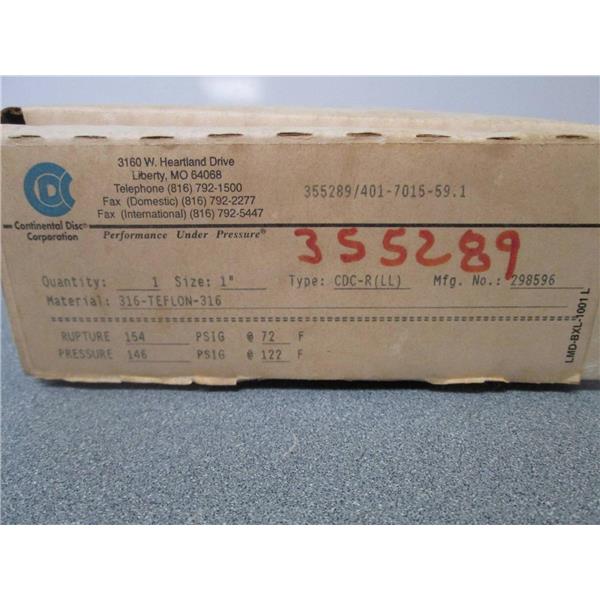 3160 W. Heartland Drive
Liberty, MO 64068
Telephone (816) 792-1500
Fax (Domestic) (816) 792-2277
Fax (International) (816) 792-5447
CDC
Continental Disc®
Corporation
Performance Under Pressure®
355289/401-7015-59.1
355289
Quantity: 1 Size: 1" Type: CDC-R(LL) Mfg. No.: 298596
Material: 316-TEFLON-316
RUPTURE 154 PSIG @ 72 F
PRESSURE 146 PSIG @ 122 F
LMD-BXL-1001 L